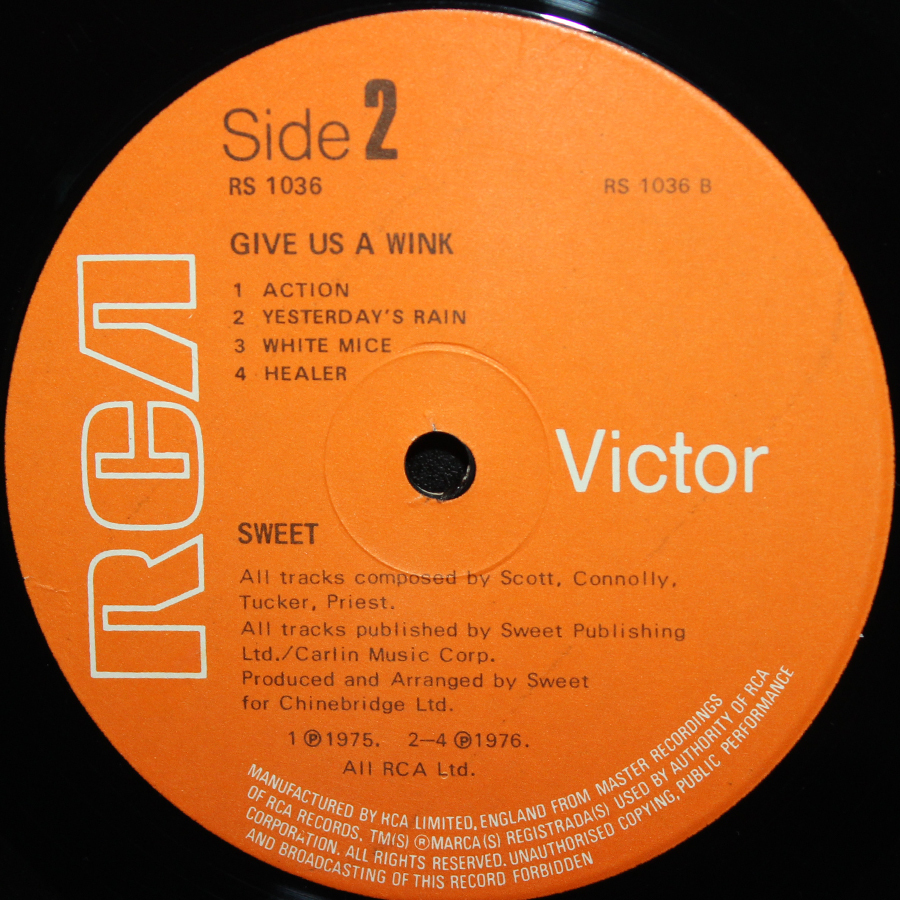 Side 2
RS 1036
RS 1036 B
GIVE US A WINK
1 ACTION
2 YESTERDAY'S RAIN
3 WHITE MICE
4 HEALER
RCA
Victor
SWEET
All tracks composed by Scott, Connolly,
Tucker, Priest.
All tracks published by Sweet Publishing
Ltd./Carlin Music Corp.
Produced and Arranged by Sweet
for Chinebridge Ltd.
1 ℗ 1975. 2–4 ℗ 1976.
All RCA Ltd.
MANUFACTURED BY RCA LIMITED, ENGLAND FROM MASTER RECORDINGS
OF RCA RECORDS. TM(S) ® MARCA(S) REGISTRADA(S) USED BY AUTHORITY OF RCA
CORPORATION. ALL RIGHTS RESERVED. UNAUTHORISED COPYING, PUBLIC PERFORMANCE
AND BROADCASTING OF THIS RECORD FORBIDDEN